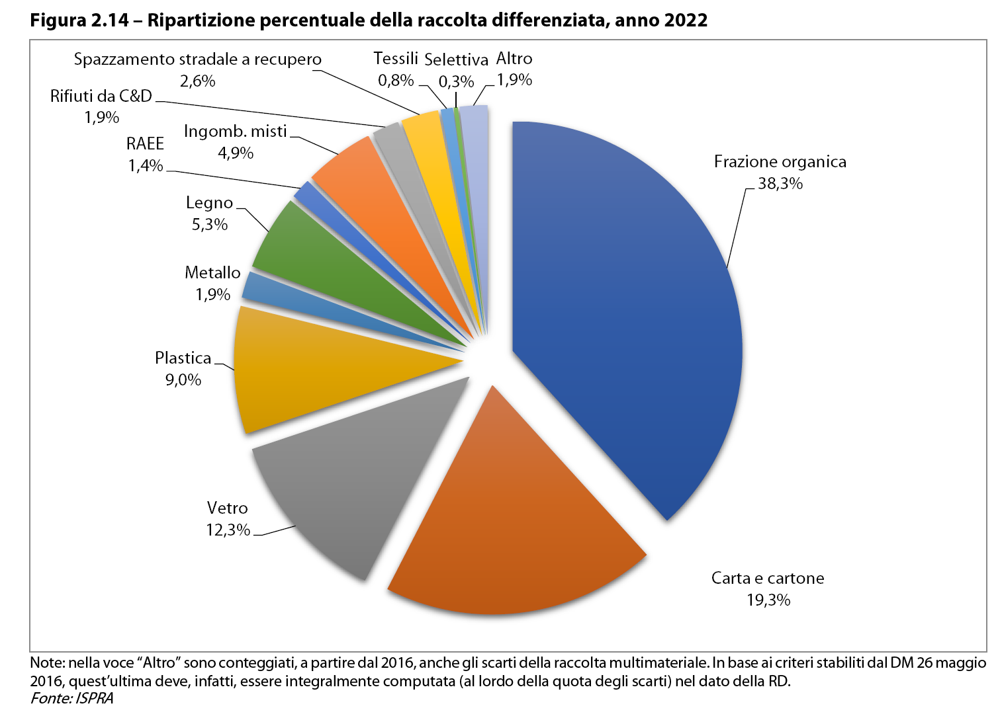 Figura 2.14 – Ripartizione percentuale della raccolta differenziata, anno 2022
Spazzamento stradale a recupero
2,6%
Tessili
0,8%
Selettiva
0,3%
Altro
1,9%
Rifiuti da C&D
1,9%
Ingomb. misti
4,9%
RAEE
1,4%
Frazione organica
38,3%
Legno
5,3%
Metallo
1,9%
Plastica
9,0%
Vetro
12,3%
Carta e cartone
19,3%
Note: nella voce “Altro” sono conteggiati, a partire dal 2016, anche gli scarti della raccolta multimateriale. In base ai criteri stabiliti dal DM 26 maggio
2016, quest’ultima deve, infatti, essere integralmente computata (al lordo della quota degli scarti) nel dato della RD.
Fonte: ISPRA